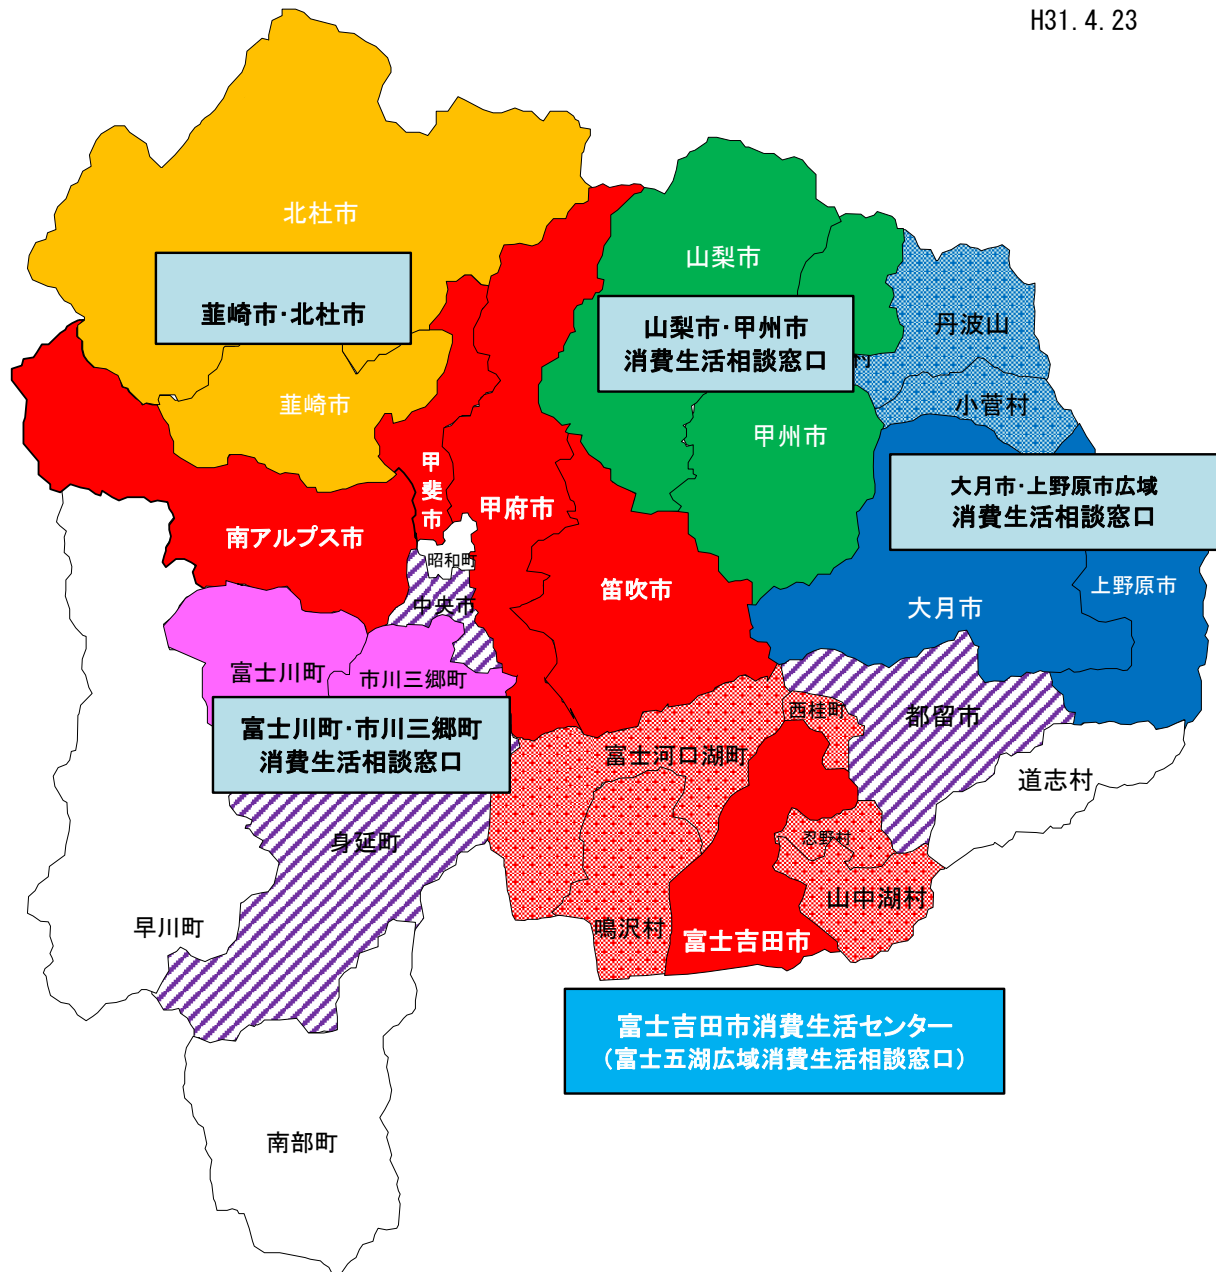 H31.4.23
北杜市
山梨市
韮崎市・北杜市
山梨市・甲州市
消費生活相談窓口
丹波山
村
小菅村
韮崎市
甲州市
甲斐市
大月市・上野原市広域
消費生活相談窓口
甲府市
南アルプス市
昭和町
笛吹市
上野原市
中央市
大月市
富士川町
市川三郷町
西桂町
都留市
富士川町・市川三郷町
消費生活相談窓口
富士河口湖町
道志村
身延町
忍野村
山中湖村
早川町
鳴沢村
富士吉田市
富士吉田市消費生活センター
（富士五湖広域消費生活相談窓口）
南部町